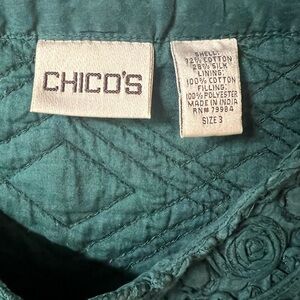 CHICO'S
SHELL:
72% COTTON
28% SILK
LINING:
100% COTTON
FILLING:
100% POLYESTER
MADE IN INDIA
RN# 79984
SIZE 3